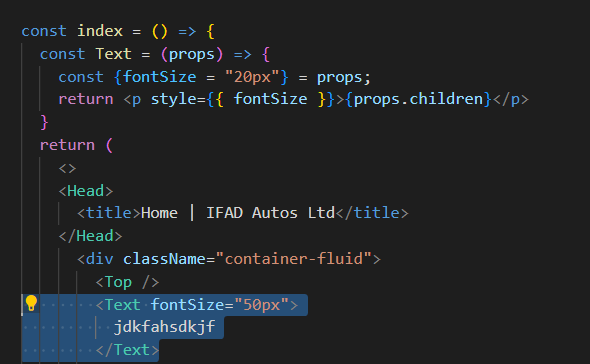 const index = () => {
const Text = (props) => {
const {fontSize = "20px"} = props;
return <p style={{ fontSize }}>{props.children}</p>
}
return (
<>
<Head>
<title>Home | IFAD Autos Ltd</title>
</Head>
<div className="container-fluid">
<Top />
<Text fontSize="50px">
jdkfahsdkjf
</Text>